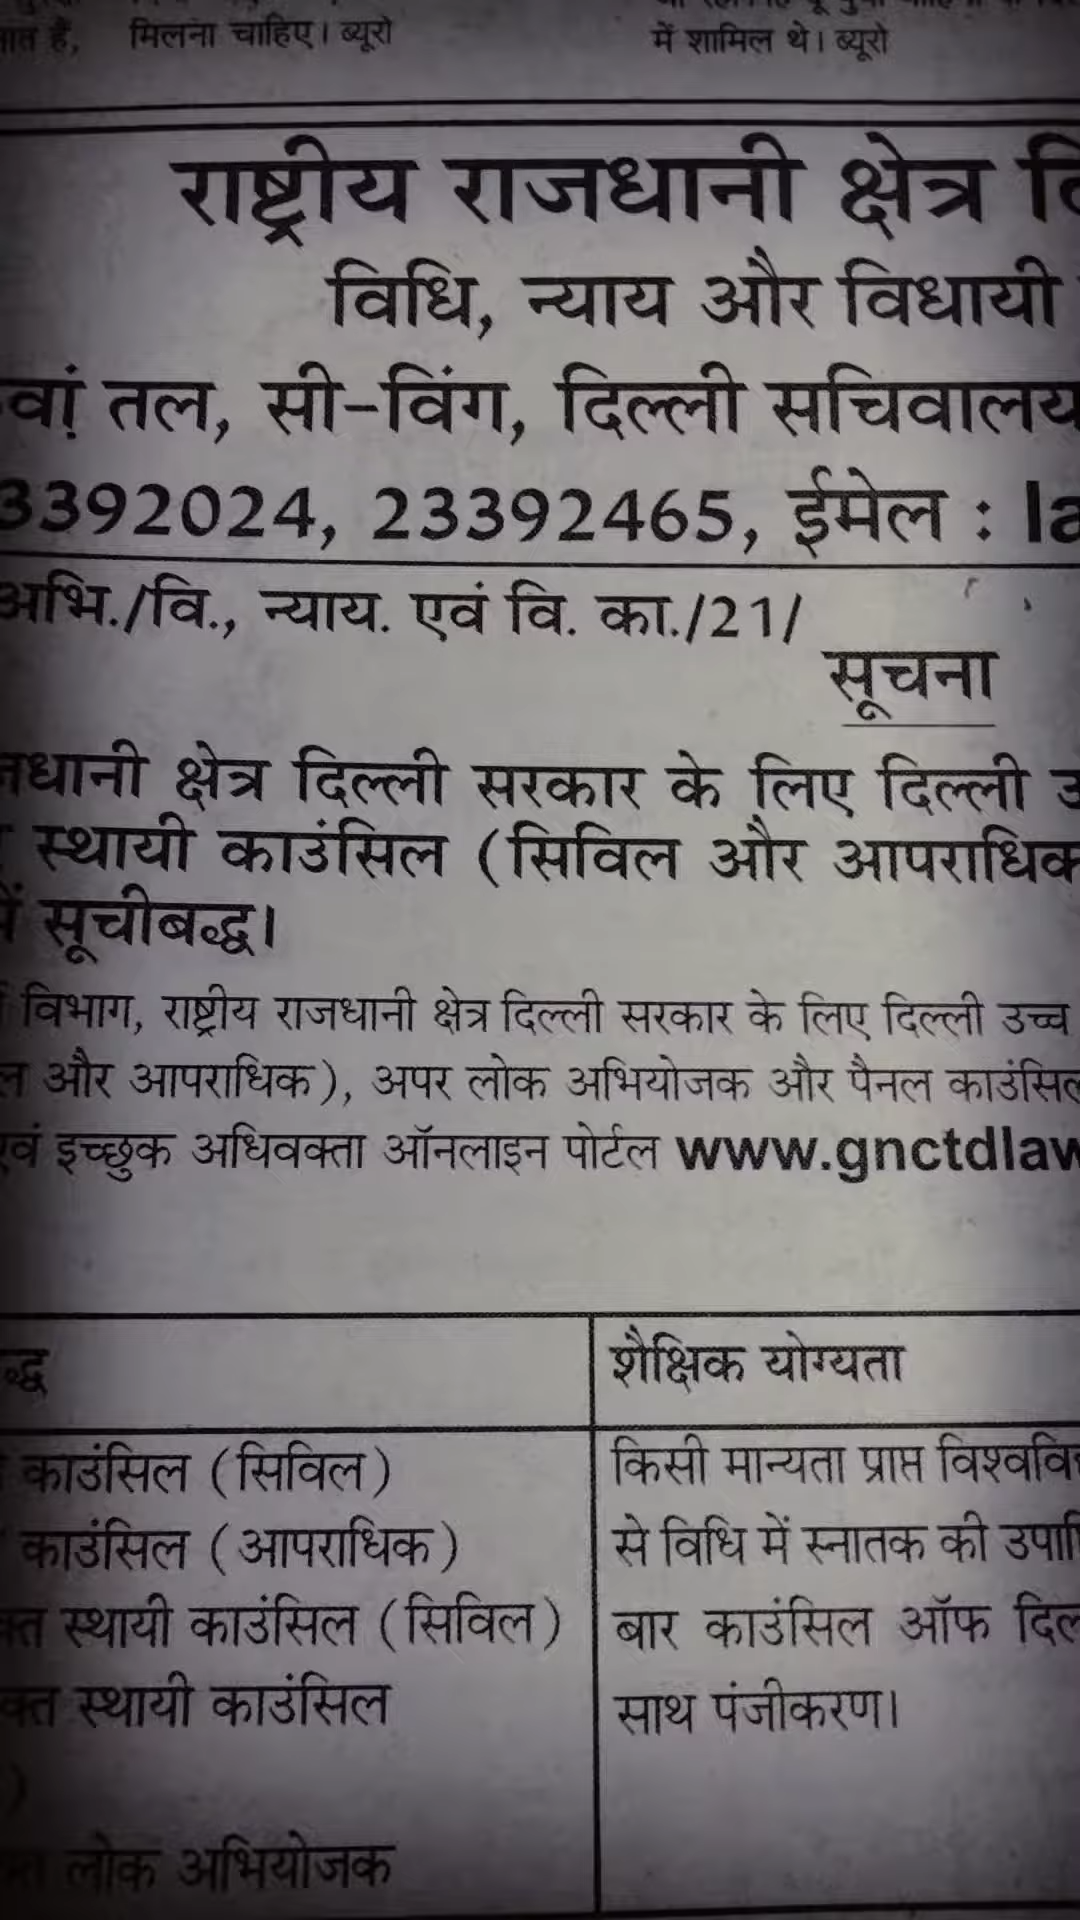 मिलना चाहिए। ब्यूरो
में शामिल थे। ब्यूरो
राष्ट्रीय राजधानी क्षेत्र
विधि, न्याय और विधायी
वां तल, सी-विंग, दिल्ली सचिवालय
3392024, 23392465, ईमेल : la
अभि./वि., न्याय. एवं वि. का./21/
सूचना
जधानी क्षेत्र दिल्ली सरकार के लिए दिल्ली
स्थायी काउंसिल (सिविल और आपराधिक
में सूचीबद्ध।
विभाग, राष्ट्रीय राजधानी क्षेत्र दिल्ली सरकार के लिए दिल्ली उच्च
ल और आपराधिक), अपर लोक अभियोजक और पैनल काउंसिल
एवं इच्छुक अधिवक्ता ऑनलाइन पोर्टल www.gnctdlaw
द्ध
शैक्षिक योग्यता
काउंसिल (सिविल)
काउंसिल (आपराधिक)
क्त स्थायी काउंसिल (सिविल)
क्त स्थायी काउंसिल
)
लोक अभियोजक
किसी मान्यता प्राप्त विश्ववि
से विधि में स्नातक की उपाधि
बार काउंसिल ऑफ दिल
साथ पंजीकरण।